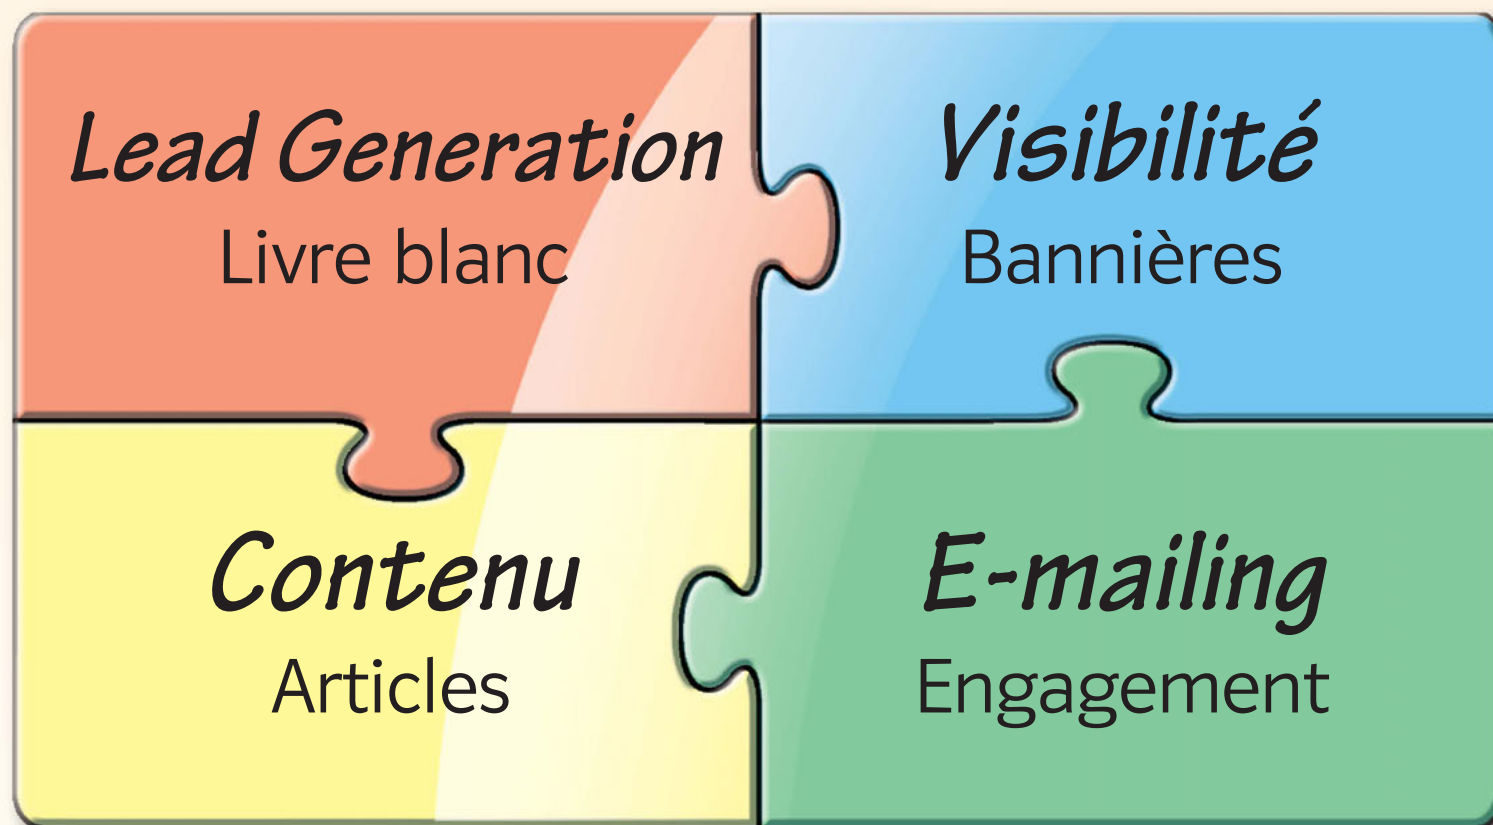 Lead Generation
Livre blanc
Visibilité
Bannières
Contenu
Articles
E-mailing
Engagement